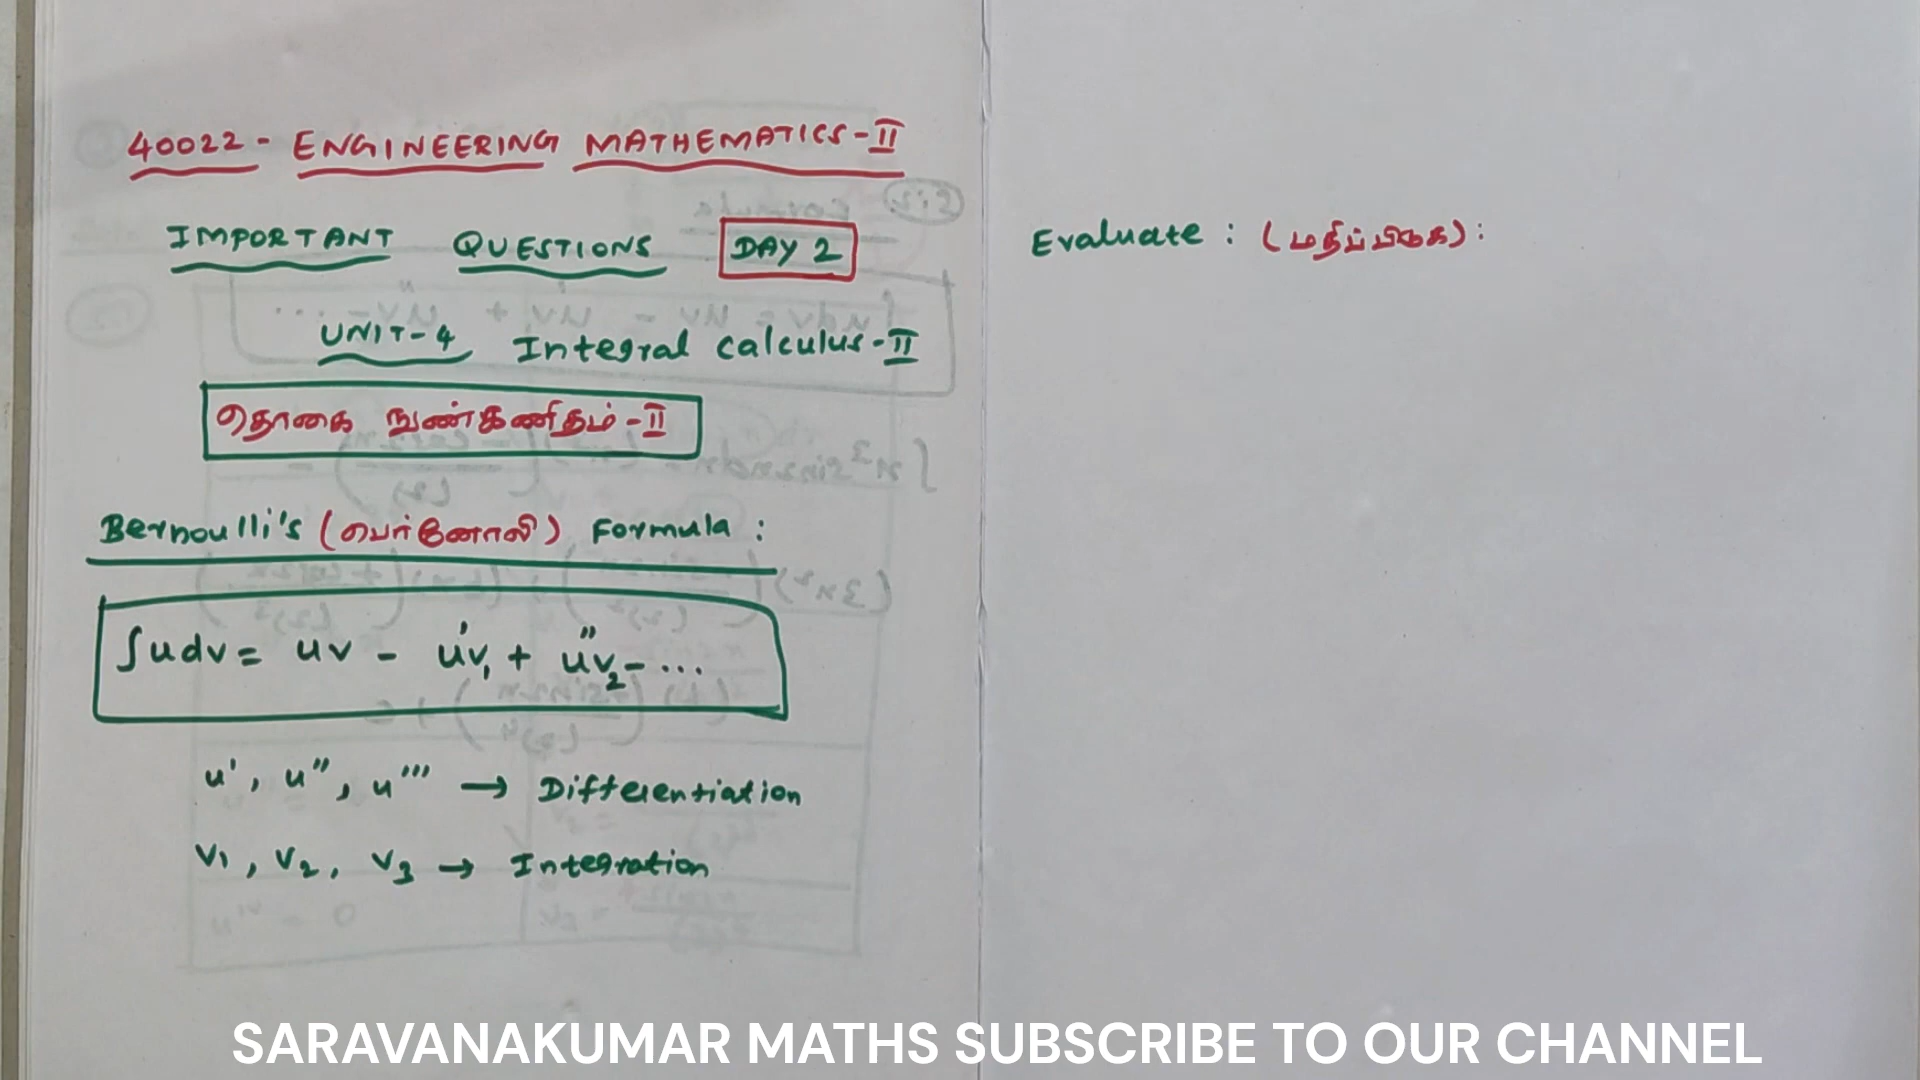 40022 - ENGINEERING MATHEMATICS - II
IMPORTANT QUESTIONS DAY 2
UNIT-4 Integral calculus - II
தொகை நுண்கணிதம் - II
Bernoulli's (பெர்னோலி) Formula :
∫udv = uv - u'v₁ + u''v₂ - ...
u', u'', u''' → Differentiation
v1, v2, v3 → Integration
Evaluate : (மதிப்பிடுக) :
SARAVANAKUMAR MATHS SUBSCRIBE TO OUR CHANNEL